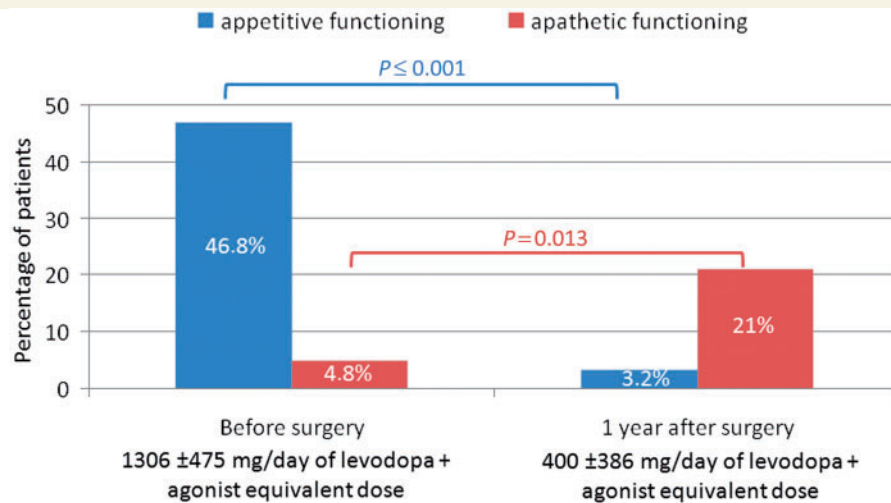 appetitive functioning apathetic functioning
P ≤ 0.001
50
40
30
20
10
0
Percentage of patients
46.8%
4.8%
P = 0.013
3.2%
21%
Before surgery
1306 ±475 mg/day of levodopa +
agonist equivalent dose
1 year after surgery
400 ±386 mg/day of levodopa +
agonist equivalent dose